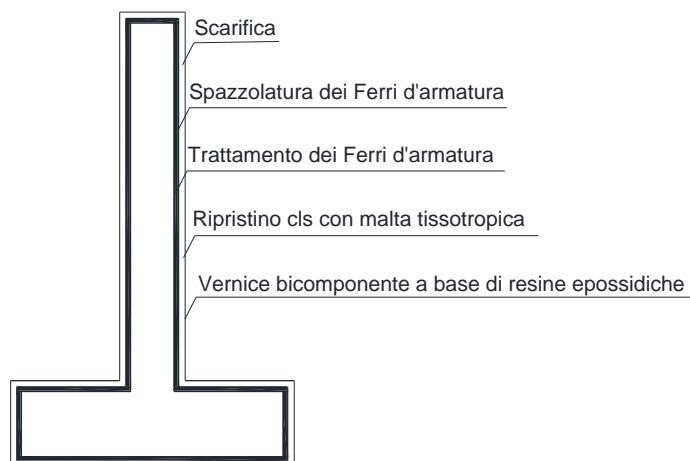 Scarifica
Spazzolatura dei Ferri d'armatura
Trattamento dei Ferri d'armatura
Ripristino cls con malta tissotropica
Vernice bicomponente a base di resine epossidiche